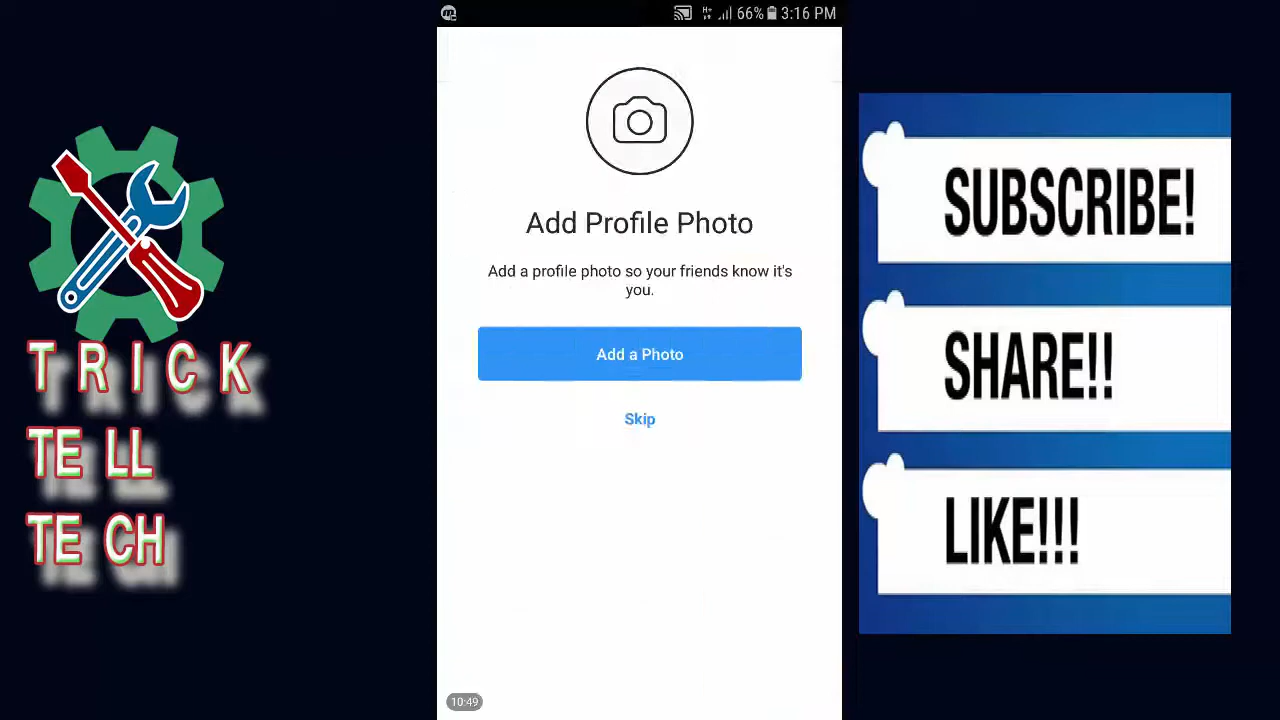 T R I C K
TE LL
TE CH
66% 3:16 PM
Add Profile Photo
Add a profile photo so your friends know it's
you.
Add a Photo
Skip
10:49
SUBSCRIBE!
SHARE!!
LIKE!!!